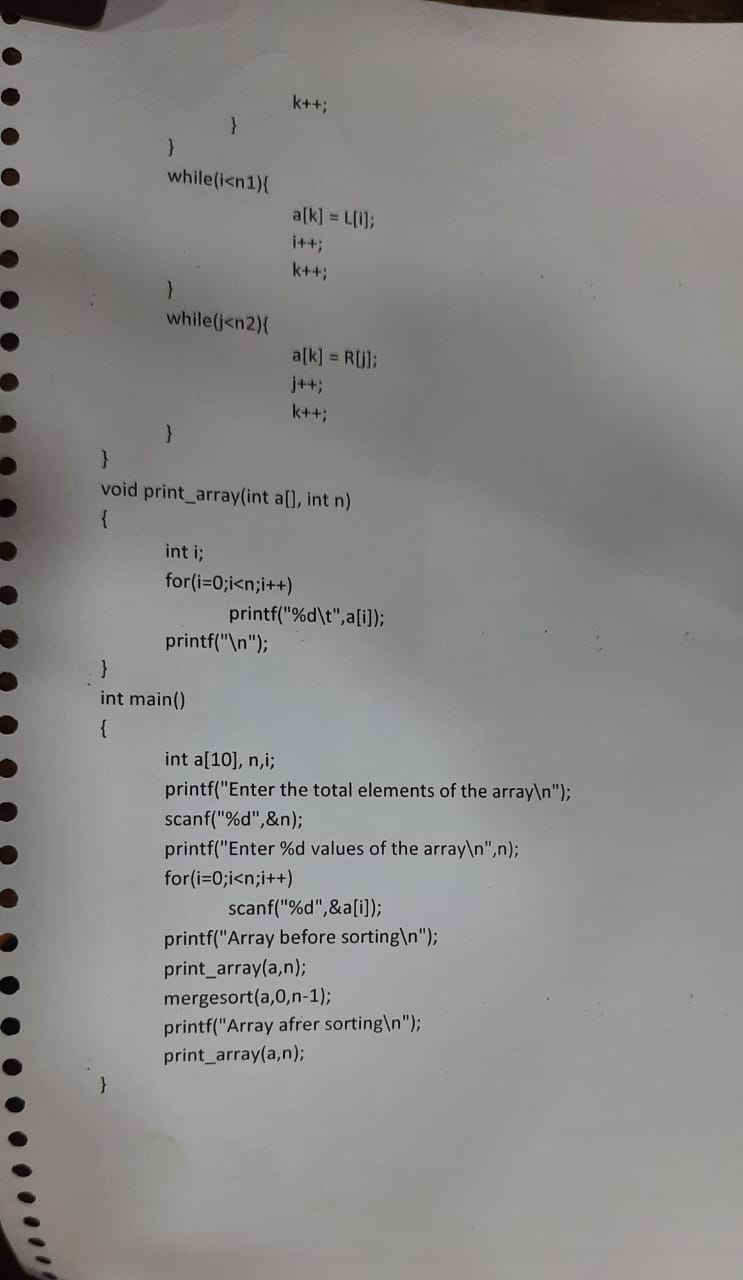 k++;
}
}
while(i<n1){
a[k] = L[i];
i++;
k++;
}
while(j<n2){
a[k] = R[j];
j++;
k++;
}
}
void print_array(int a[], int n)
{
int i;
for(i=0;i<n;i++)
printf("%d\t",a[i]);
printf("\n");
}
int main()
{
int a[10], n,i;
printf("Enter the total elements of the array\n");
scanf("%d",&n);
printf("Enter %d values of the array\n",n);
for(i=0;i<n;i++)
scanf("%d",&a[i]);
printf("Array before sorting\n");
print_array(a,n);
mergesort(a,0,n-1);
printf("Array afrer sorting\n");
print_array(a,n);
}